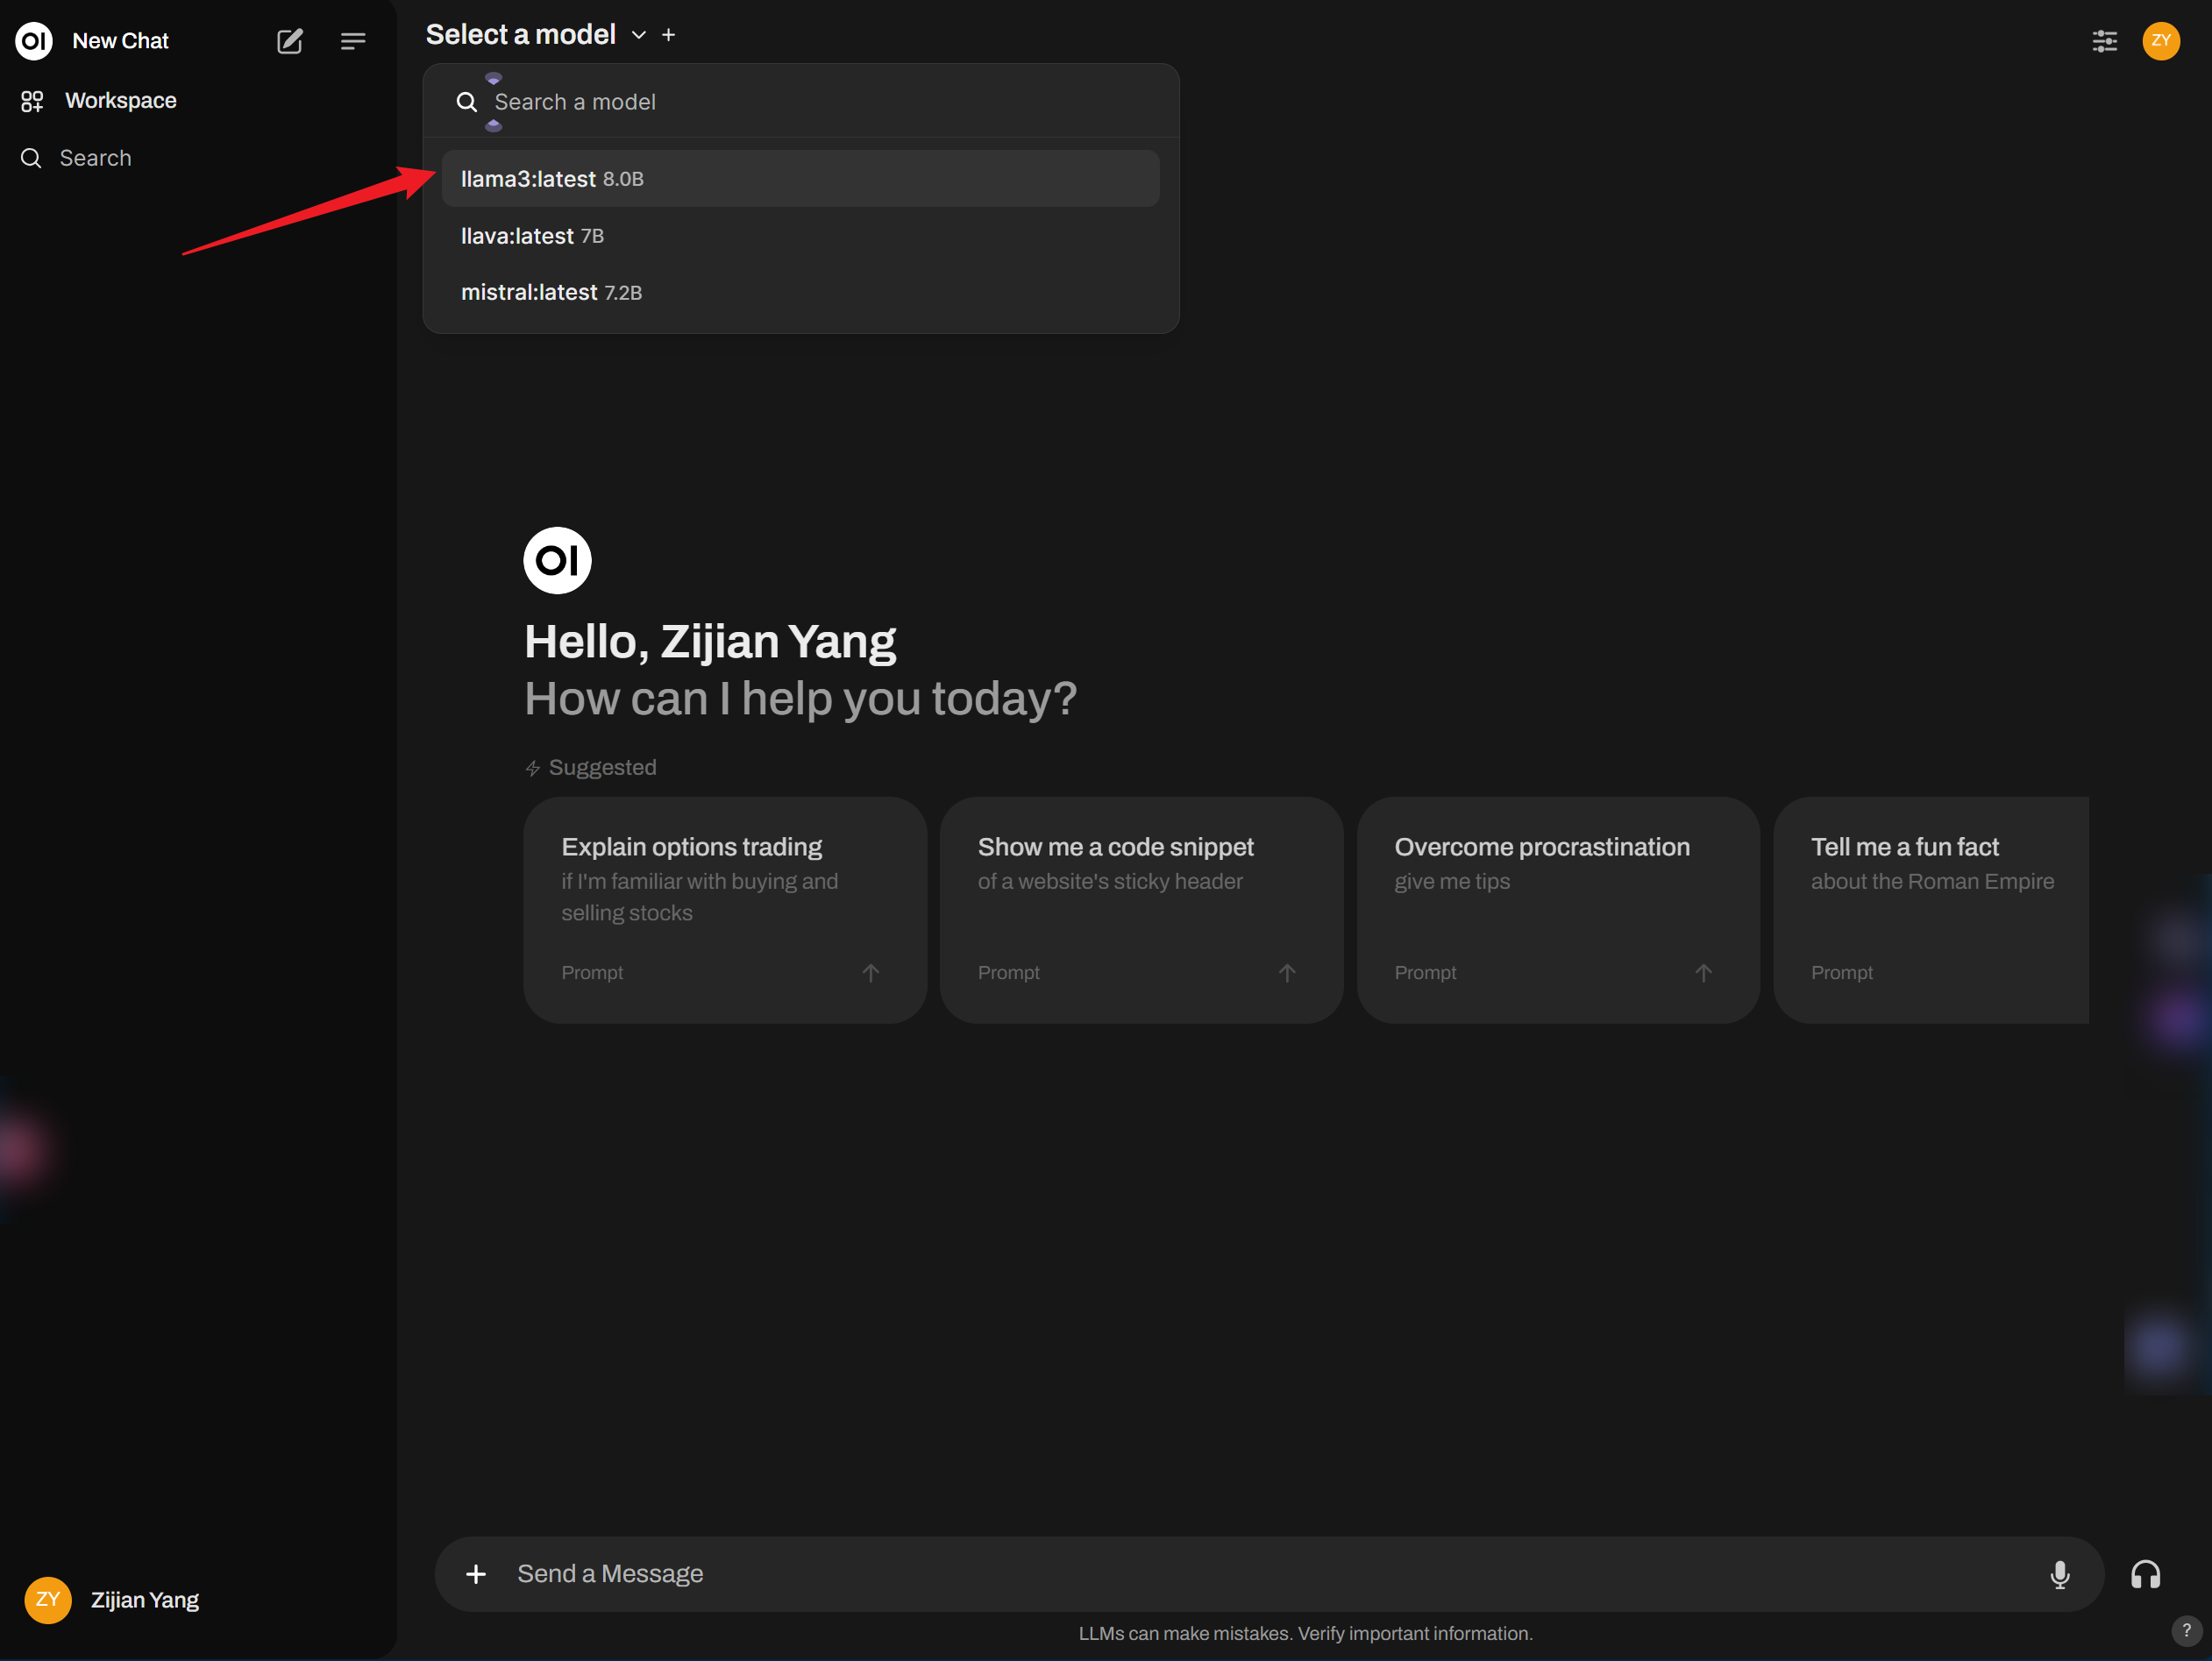 OI New Chat
Workspace
Search
Select a model
Search a model
llama3:latest 8.0B
llava:latest 7B
mistral:latest 7.2B
ZY
OI
Hello, Zijian Yang
How can I help you today?
Suggested
Explain options trading
if I'm familiar with buying and
selling stocks
Prompt
Show me a code snippet
of a website's sticky header
Prompt
Overcome procrastination
give me tips
Prompt
Tell me a fun fact
about the Roman Empire
Prompt
Send a Message
ZY Zijian Yang
LLMs can make mistakes. Verify important information.
?